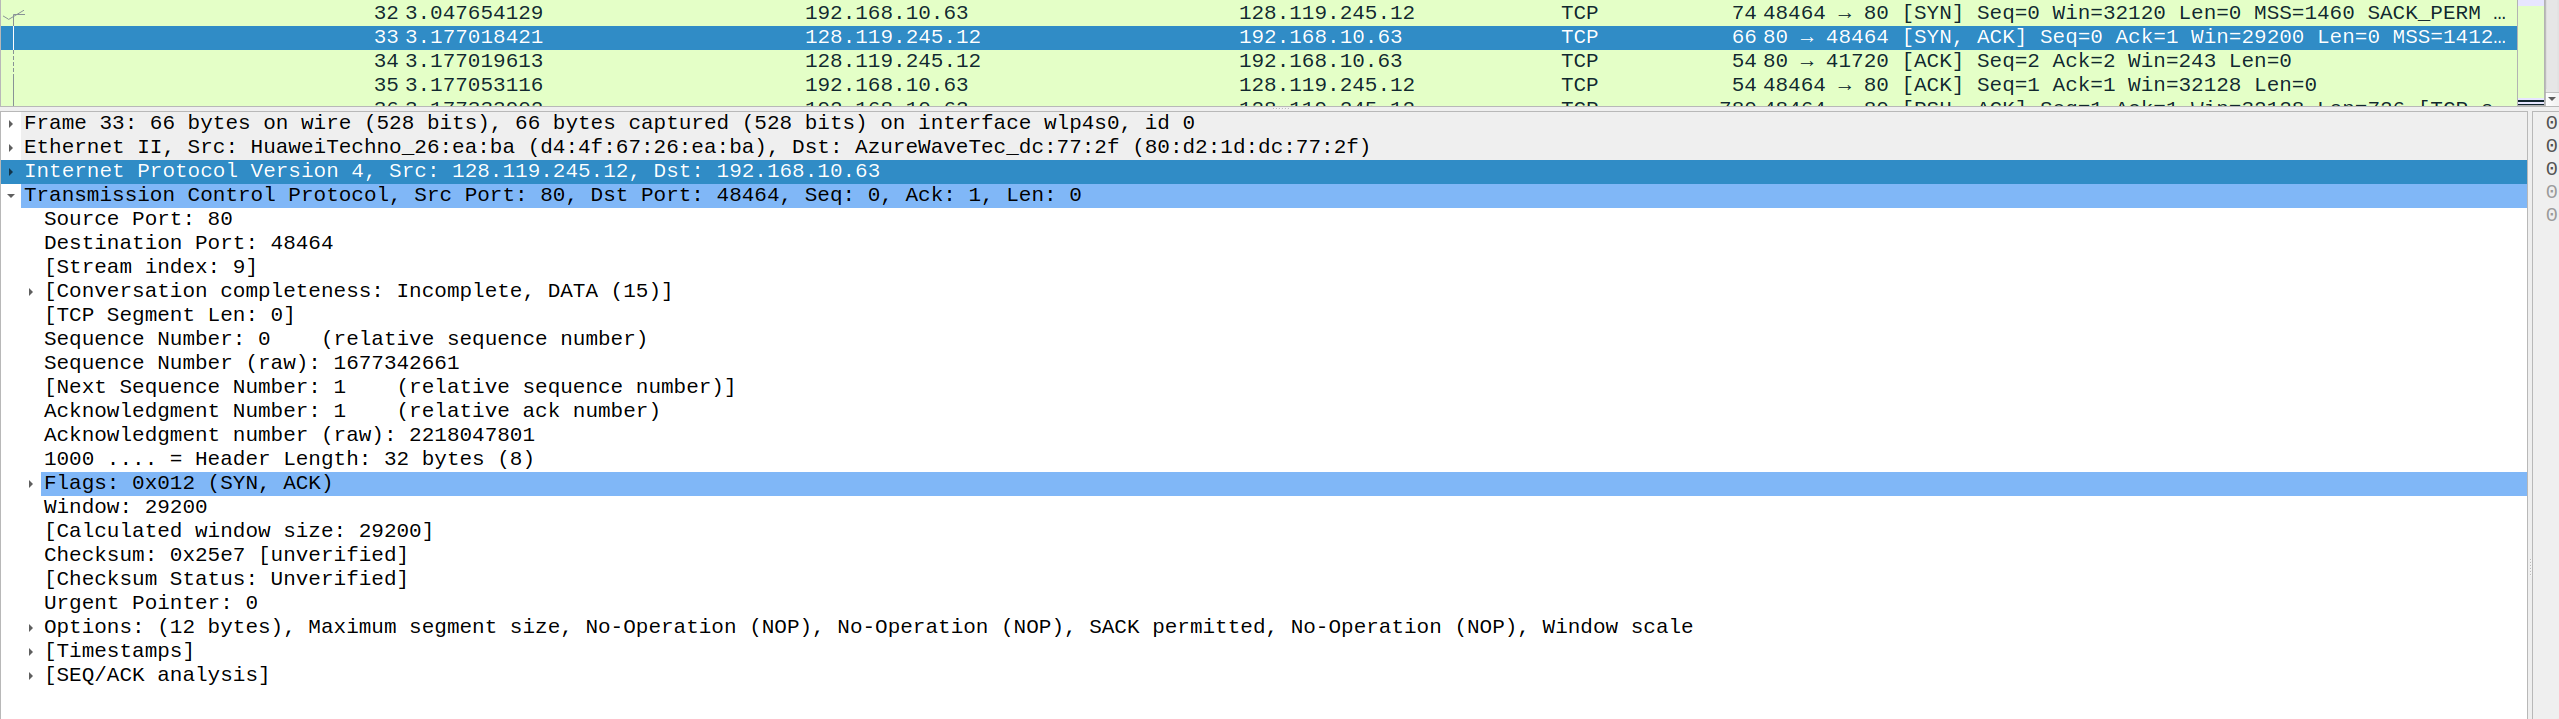 32 3.047654129 192.168.10.63 128.119.245.12 TCP 74 48464 → 80 [SYN] Seq=0 Win=32120 Len=0 MSS=1460 SACK_PERM …
33 3.177018421 128.119.245.12 192.168.10.63 TCP 66 80 → 48464 [SYN, ACK] Seq=0 Ack=1 Win=29200 Len=0 MSS=1412…
34 3.177019613 128.119.245.12 192.168.10.63 TCP 54 80 → 41720 [ACK] Seq=2 Ack=2 Win=243 Len=0
35 3.177053116 192.168.10.63 128.119.245.12 TCP 54 48464 → 80 [ACK] Seq=1 Ack=1 Win=32128 Len=0
Frame 33: 66 bytes on wire (528 bits), 66 bytes captured (528 bits) on interface wlp4s0, id 0
Ethernet II, Src: HuaweiTechno_26:ea:ba (d4:4f:67:26:ea:ba), Dst: AzureWaveTec_dc:77:2f (80:d2:1d:dc:77:2f)
Internet Protocol Version 4, Src: 128.119.245.12, Dst: 192.168.10.63
Transmission Control Protocol, Src Port: 80, Dst Port: 48464, Seq: 0, Ack: 1, Len: 0
Source Port: 80
Destination Port: 48464
[Stream index: 9]
[Conversation completeness: Incomplete, DATA (15)]
[TCP Segment Len: 0]
Sequence Number: 0    (relative sequence number)
Sequence Number (raw): 1677342661
[Next Sequence Number: 1    (relative sequence number)]
Acknowledgment Number: 1    (relative ack number)
Acknowledgment number (raw): 2218047801
1000 .... = Header Length: 32 bytes (8)
Flags: 0x012 (SYN, ACK)
Window: 29200
[Calculated window size: 29200]
Checksum: 0x25e7 [unverified]
[Checksum Status: Unverified]
Urgent Pointer: 0
Options: (12 bytes), Maximum segment size, No-Operation (NOP), No-Operation (NOP), SACK permitted, No-Operation (NOP), Window scale
[Timestamps]
[SEQ/ACK analysis]
0
0
0
0
0